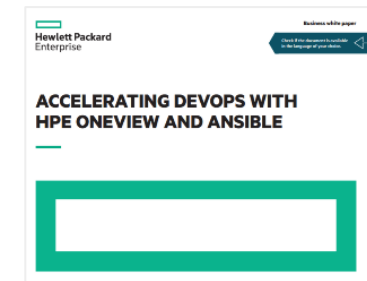 Business white paper
Hewlett Packard
Enterprise
Check if the document is available
in the language of your choice.
ACCELERATING DEVOPS WITH
HPE ONEVIEW AND ANSIBLE